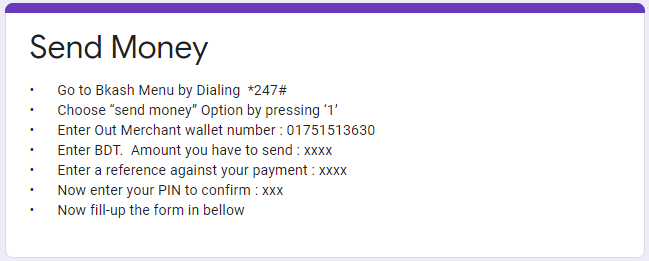 Send Money
• Go to Bkash Menu by Dialing *247#
• Choose “send money” Option by pressing ‘1’
• Enter Out Merchant wallet number : 01751513630
• Enter BDT. Amount you have to send : xxxx
• Enter a reference against your payment : xxxx
• Now enter your PIN to confirm : xxx
• Now fill-up the form in bellow